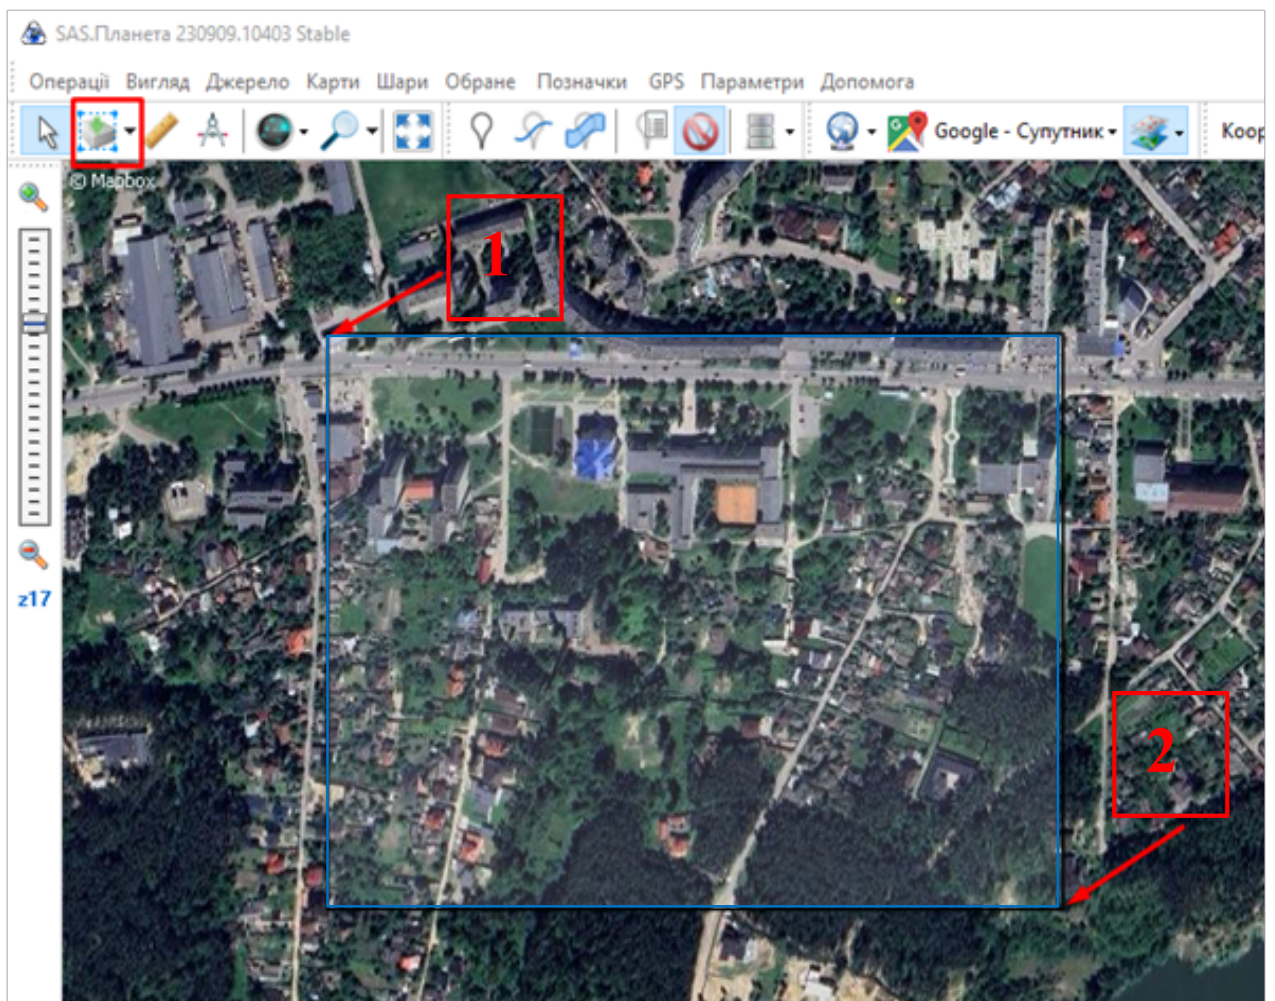 SAS.Планета 230909.10403 Stable
Операції Вигляд Джерело Карти Шари Обране Позначки GPS Параметри Допомога
Google - Супутник
Коор
© Mapbox
1
z17
2